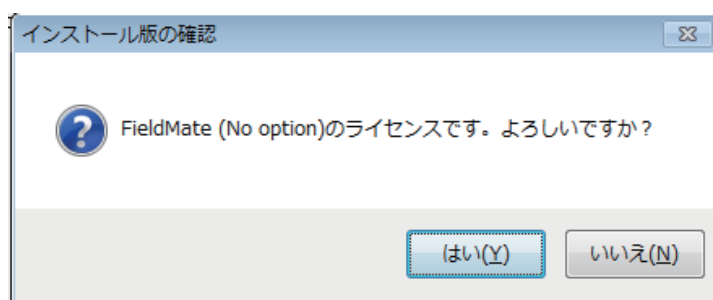 インストール版の確認
FieldMate (No option)のライセンスです。よろしいですか？
はい(Y) いいえ(N)